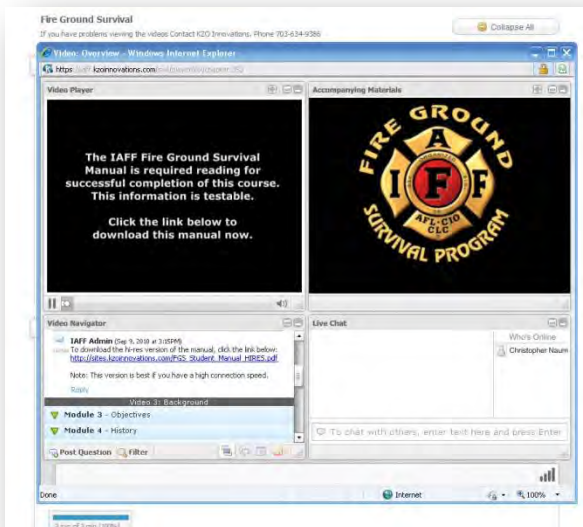 Fire Ground Survival
If you have problems viewing the videos Contact KZO Innovations. Phone 703-634-9386
Collapse All
Video: Overview - Windows Internet Explorer
https kzoinnovations.com
Video Player
Accompanying Materials
The IAFF Fire Ground Survival
Manual is required reading for
successful completion of this course.
This information is testable.
Click the link below to
download this manual now.
FIRE GROUND
I A F F
ORGANIZED
AFL-CIO
CLC
SURVIVAL PROGRAM
Video Navigator
Live Chat
IAFF Admin (Sep 9, 2010 at 3:05PM)
To download the hi-res version of the manual, click the link below:
http://sites.kzoinnovations.com/FGS_Student_Manual_HIRES.pdf
Note: This version is best if you have a high connection speed.
Reply
Video 3: Background
Module 3 - Objectives
Module 4 - History
Post Question
Filter
Who's Online
Christopher Naum
To chat with others, enter text here and press Enter
Done
Internet
100%